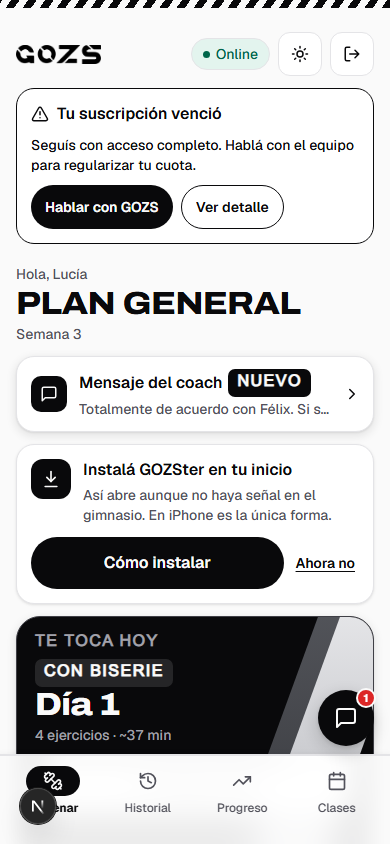 GOZS
Online
Tu suscripción venció
Seguís con acceso completo. Hablá con el equipo
para regularizar tu cuota.
Hablar con GOZS
Ver detalle
Hola, Lucía
PLAN GENERAL
Semana 3
Mensaje del coach NUEVO
Totalmente de acuerdo con Félix. Si s...
Instalá GOZSter en tu inicio
Así abre aunque no haya señal en el
gimnasio. En iPhone es la única forma.
Cómo instalar
Ahora no
TE TOCA HOY
CON BISERIE
Día 1
4 ejercicios · ~37 min
1
N
Historial
Progreso
Clases